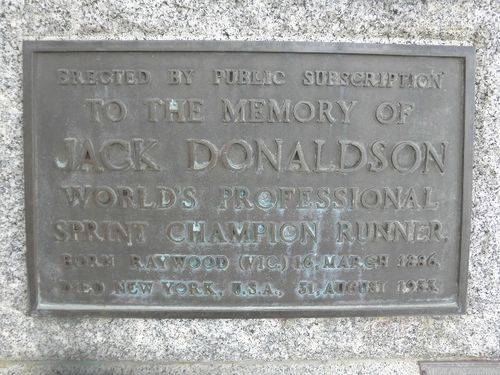 ERECTED BY PUBLIC SUBSCRIPTION
TO THE MEMORY OF
JACK DONALDSON
WORLD'S PROFESSIONAL
SPRINT CHAMPION RUNNER.
BORN RAYWOOD (VIC.) 16, MARCH 1886.
DIED NEW YORK, U.S.A. 31, AUGUST 1933.